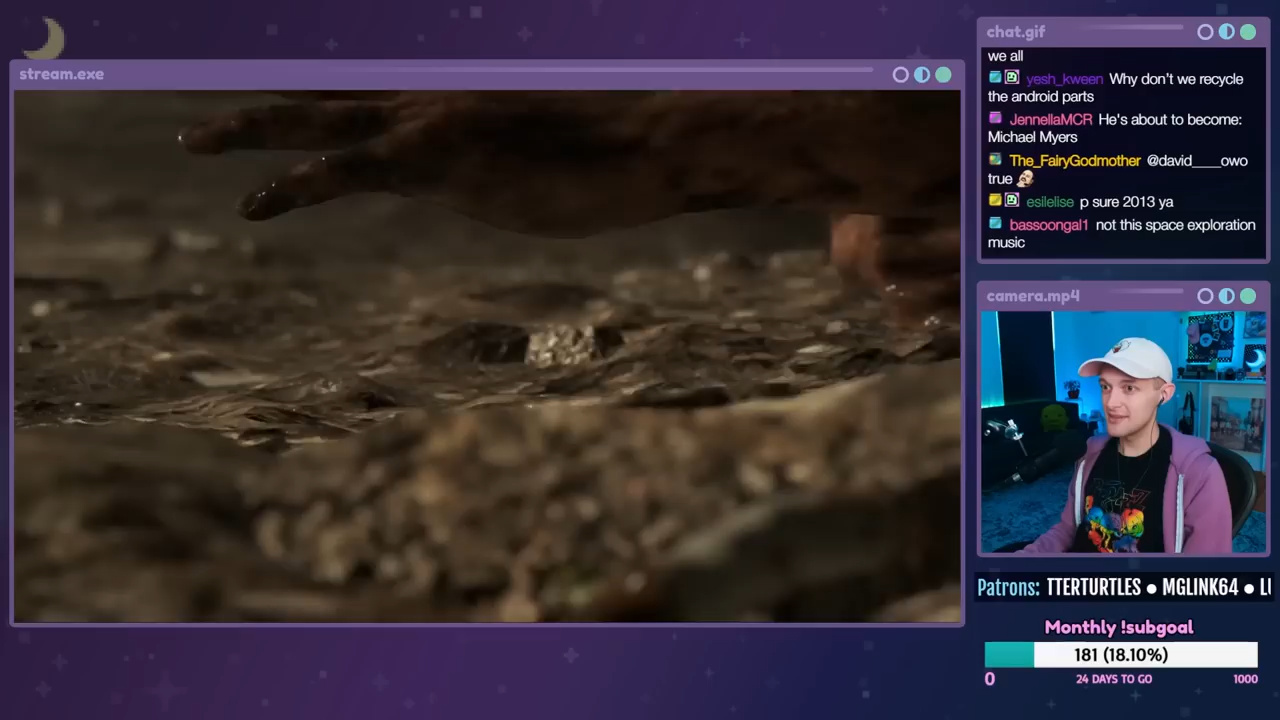 stream.exe
chat.gif
we all
yesh_kween Why don't we recycle
the android parts
JennellaMCR He's about to become:
Michael Myers
The_FairyGodmother @david____owo
true
esilelise p sure 2013 ya
bassoongal1 not this space exploration
music
camera.mp4
Patrons: TTERTURTLES ● MGLINK64 ● LU
Monthly !subgoal
181 (18.10%)
0 24 DAYS TO GO 1000